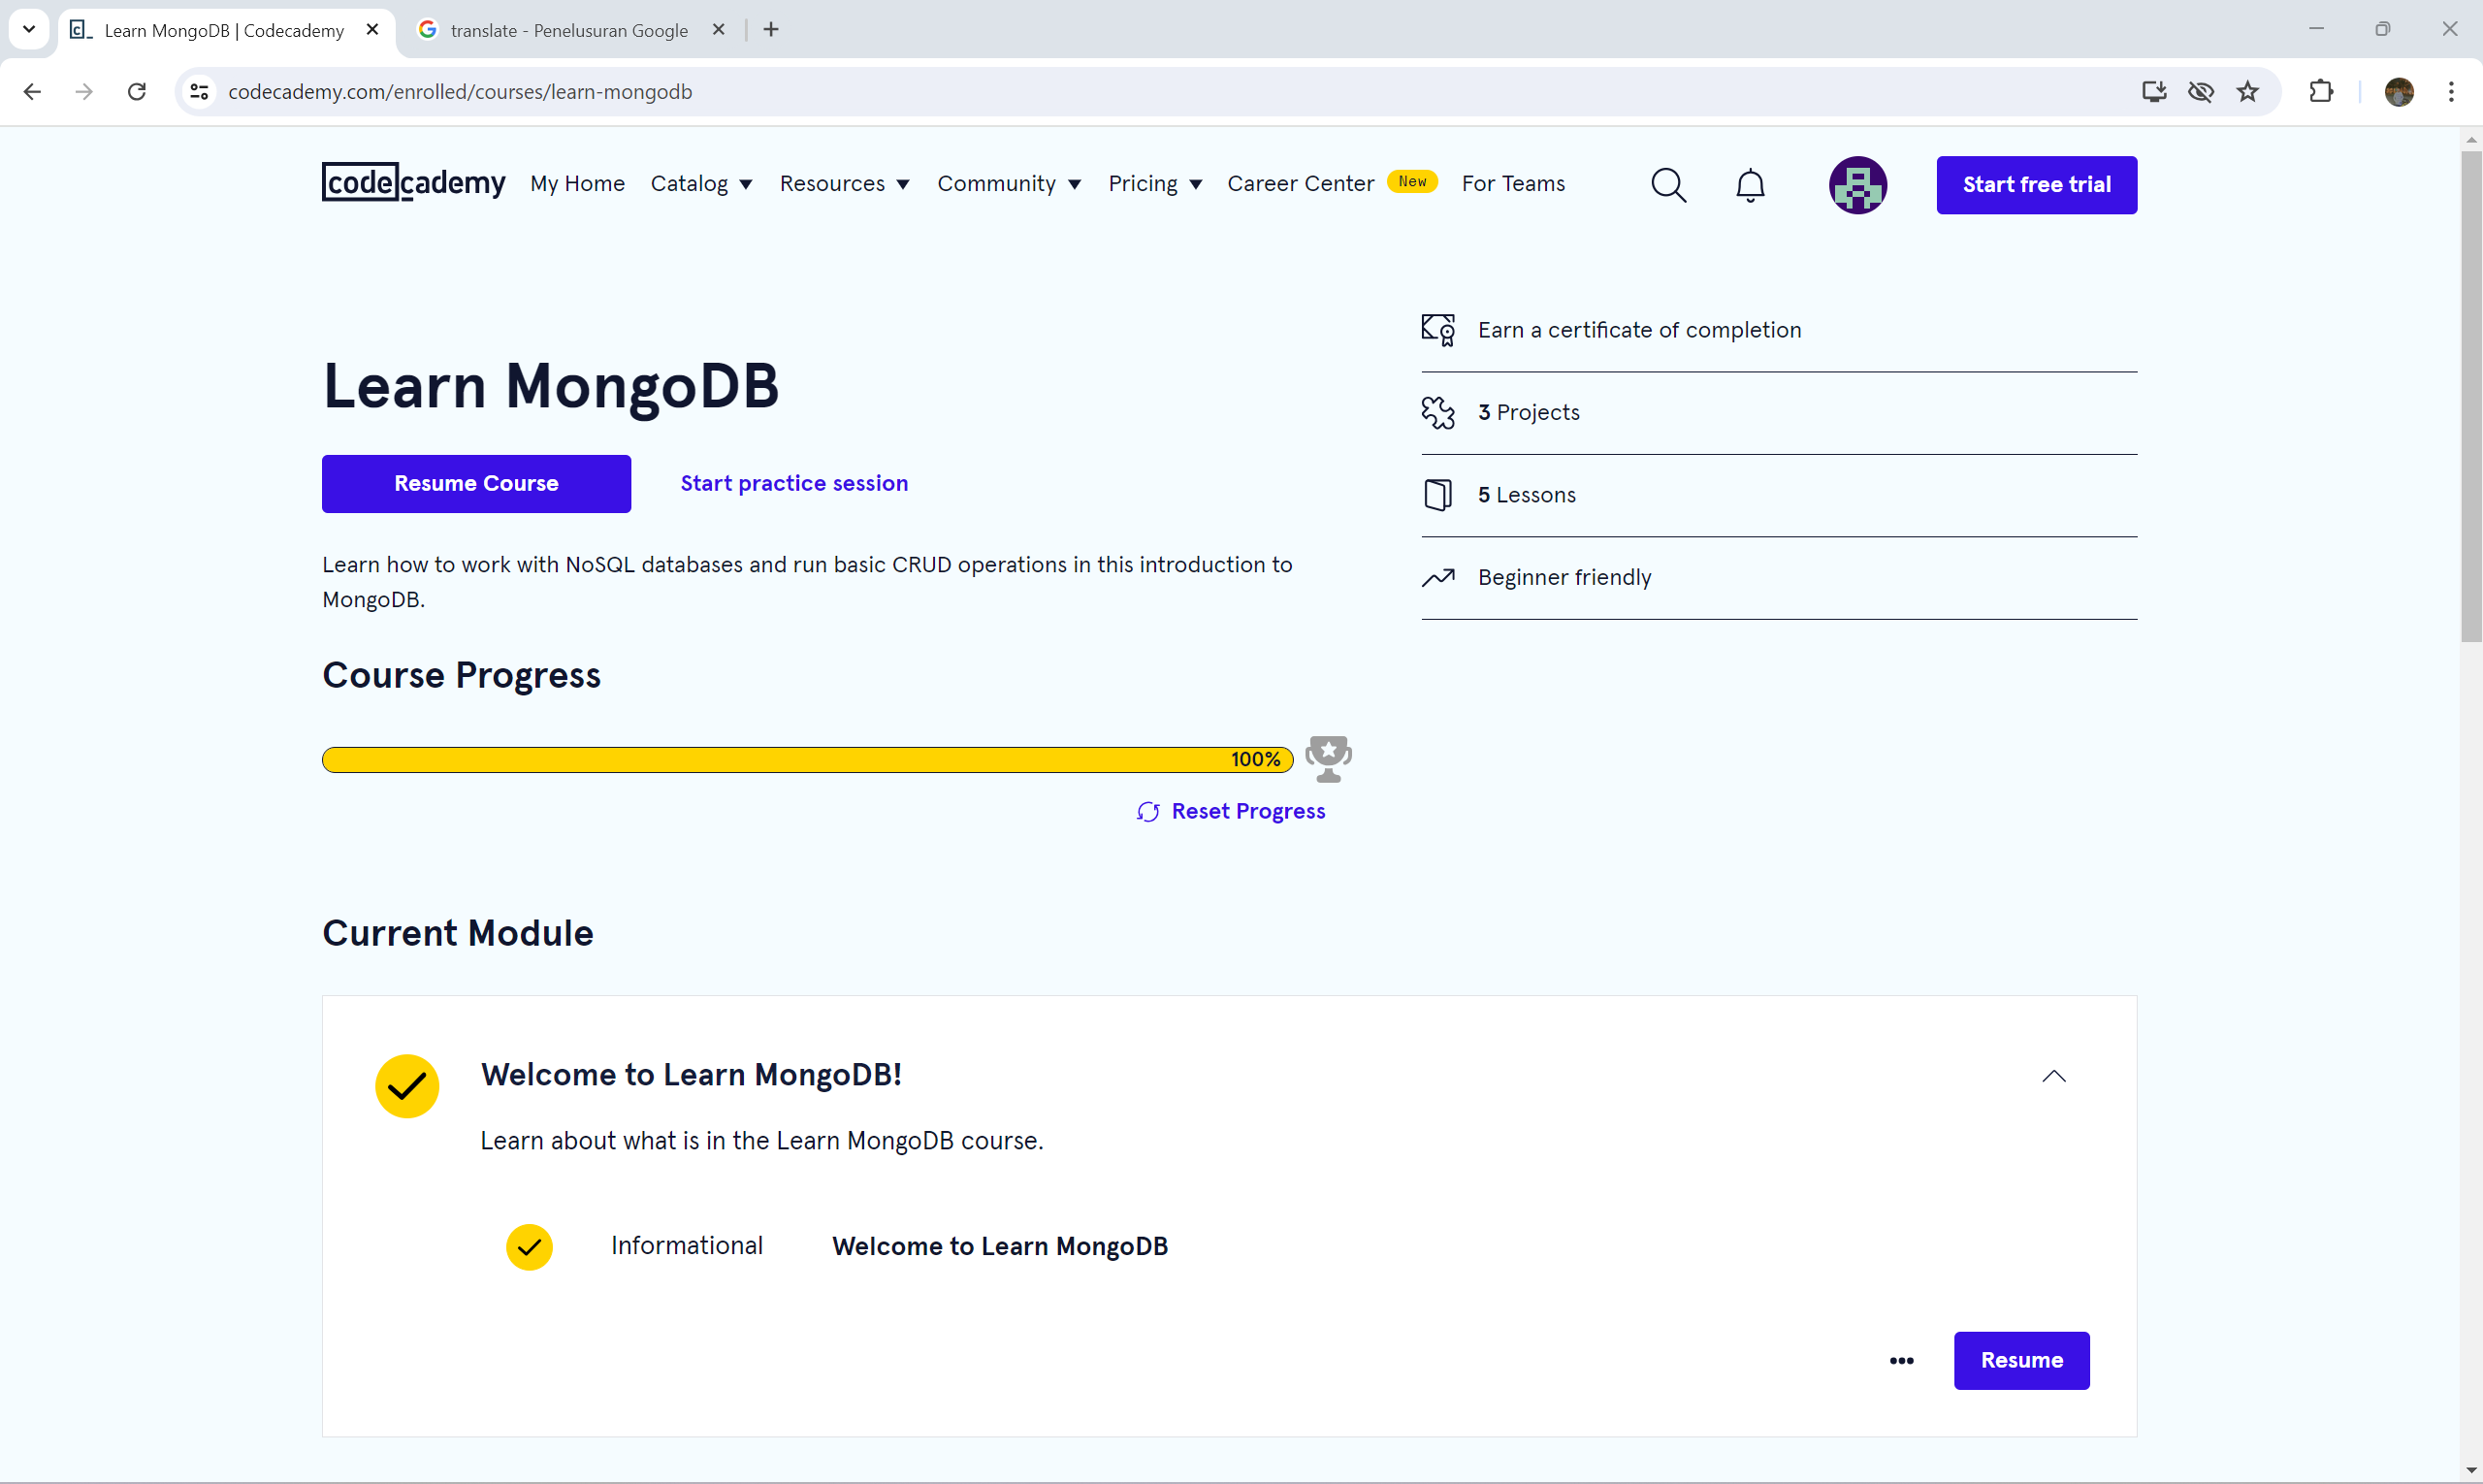 Learn MongoDB | Codecademy
translate - Penelusuran Google
codecademy.com/enrolled/courses/learn-mongodb
codecademy My Home Catalog Resources Community Pricing Career Center New For Teams Start free trial
Learn MongoDB
Resume Course Start practice session
Learn how to work with NoSQL databases and run basic CRUD operations in this introduction to
MongoDB.
Earn a certificate of completion
3 Projects
5 Lessons
Beginner friendly
Course Progress
100%
Reset Progress
Current Module
Welcome to Learn MongoDB!
Learn about what is in the Learn MongoDB course.
Informational Welcome to Learn MongoDB
Resume